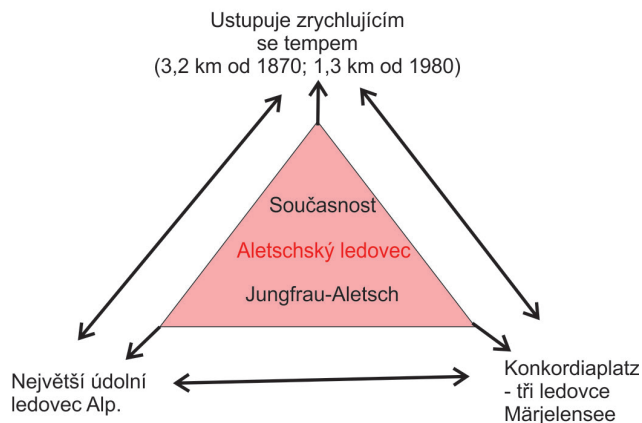 Ustupuje zrychlujícím
se tempem
(3,2 km od 1870; 1,3 km od 1980)
Současnost
Aletschský ledovec
Jungfrau-Aletsch
Největší údolní
ledovec Alp.
Konkordiaplatz
- tři ledovce
Märjelensee